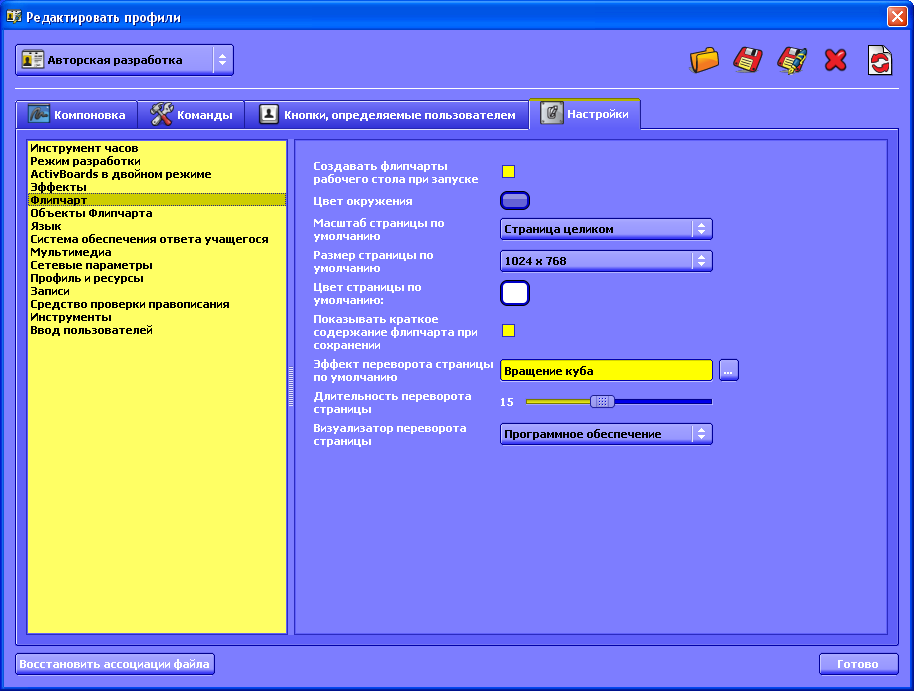 Редактировать профили
Авторская разработка
Компоновка
Команды
Кнопки, определяемые пользователем
Настройки
Инструмент часов
Режим разработки
ActivBoards в двойном режиме
Эффекты
Флипчарт
Объекты Флипчарта
Язык
Система обеспечения ответа учащегося
Мультимедиа
Сетевые параметры
Профиль и ресурсы
Записи
Средство проверки правописания
Инструменты
Ввод пользователей
Создавать флипчарты
рабочего стола при запуске
Цвет окружения
Масштаб страницы по
умолчанию
Страница целиком
Размер страницы по
умолчанию
1024 x 768
Цвет страницы по
умолчанию:
Показывать краткое
содержание флипчарта при
сохранении
Эффект переворота страницы
по умолчанию
Вращение куба
...
Длительность переворота
страницы
15
Визуализатор переворота
страницы
Программное обеспечение
Восстановить ассоциации файла
Готово